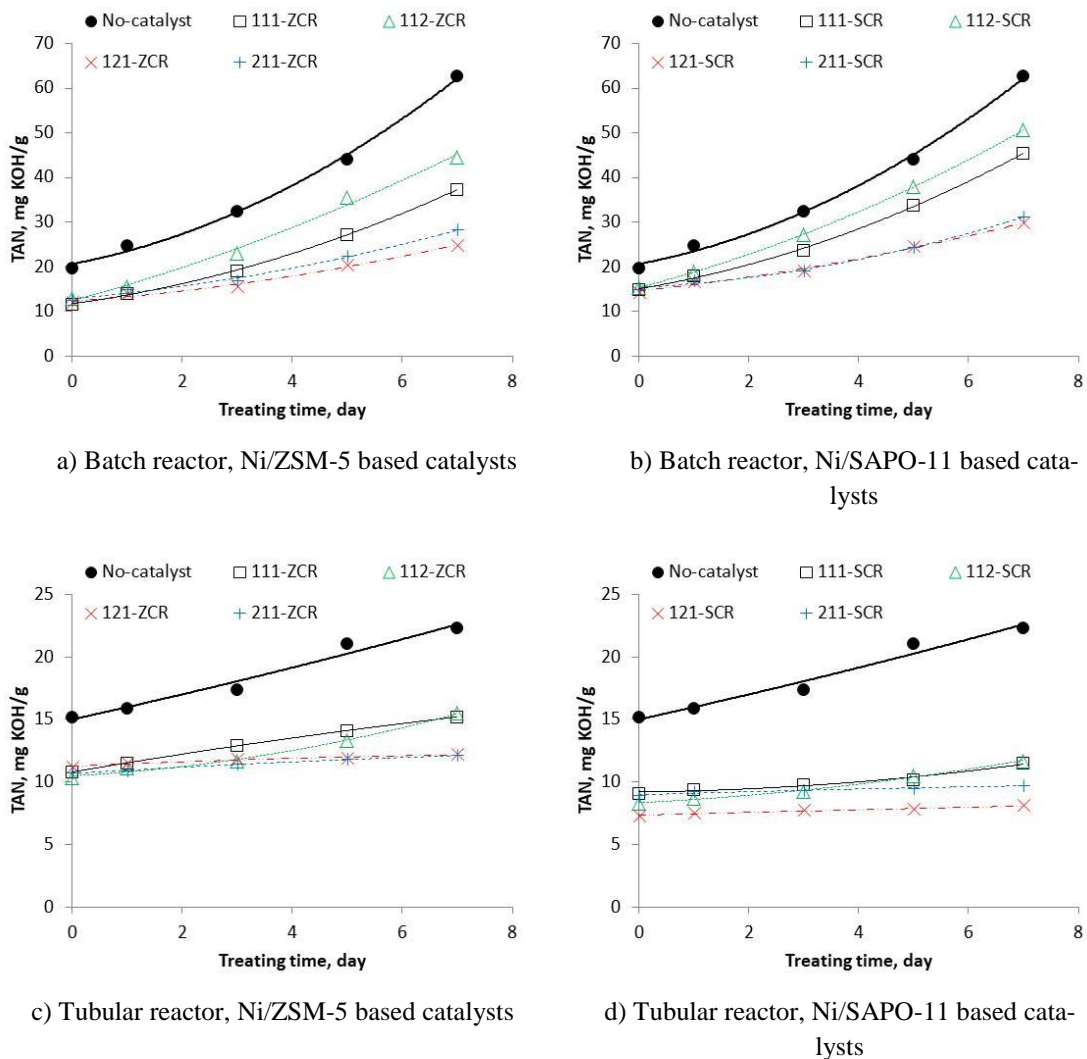 No-catalyst 111-ZCR 112-ZCR
121-ZCR 211-ZCR
70
60
50
40
30
20
10
0
TAN, mg KOH/g
0 2 4 6 8
Treating time, day
a) Batch reactor, Ni/ZSM-5 based catalysts
No-catalyst 111-SCR 112-SCR
121-SCR 211-SCR
70
60
50
40
30
20
10
0
TAN, mg KOH/g
0 2 4 6 8
Treating time, day
b) Batch reactor, Ni/SAPO-11 based cata-
lysts
No-catalyst 111-ZCR 112-ZCR
121-ZCR 211-ZCR
25
20
15
10
5
0
TAN, mg KOH/g
0 2 4 6 8
Treating time, day
c) Tubular reactor, Ni/ZSM-5 based catalysts
No-catalyst 111-SCR 112-SCR
121-SCR 211-SCR
25
20
15
10
5
0
TAN, mg KOH/g
0 2 4 6 8
Treating time, day
d) Tubular reactor, Ni/SAPO-11 based cata-
lysts